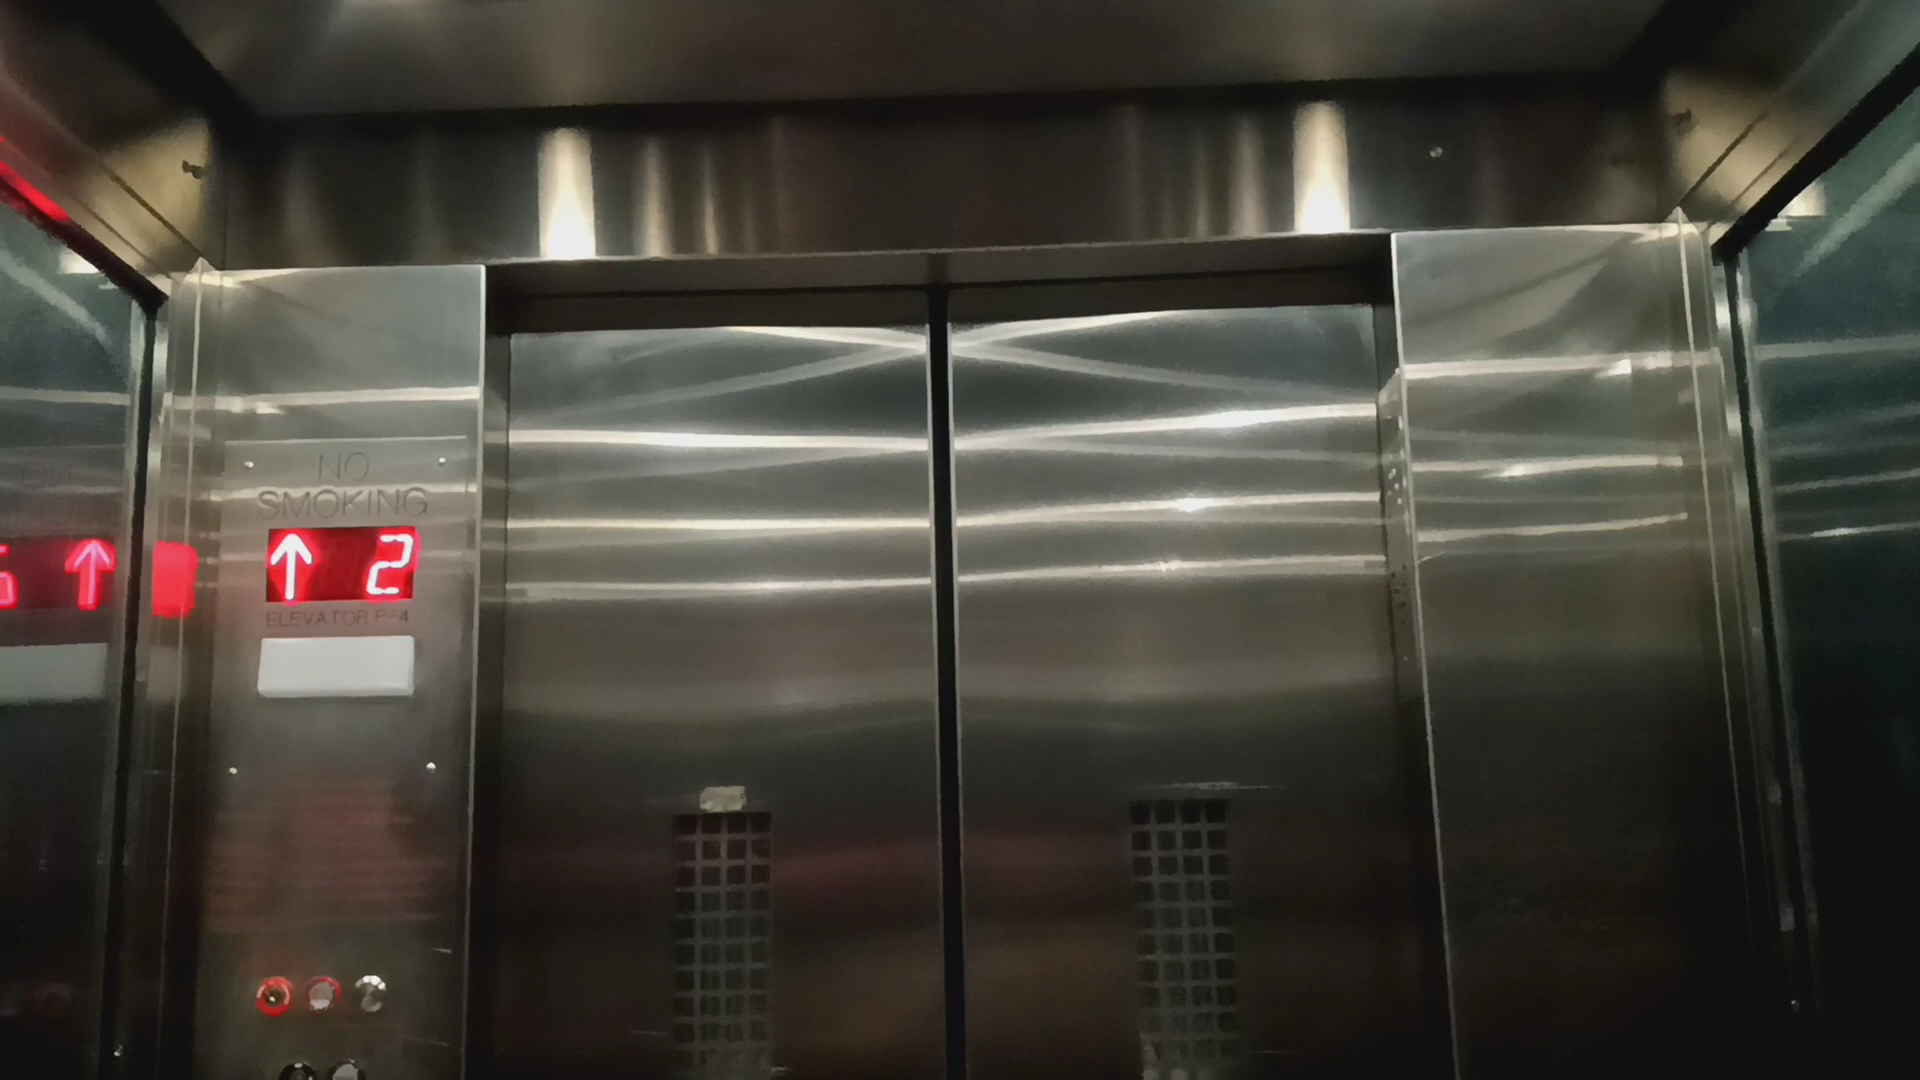 NO
SMOKING
↑ 2
ELEVATOR P-4